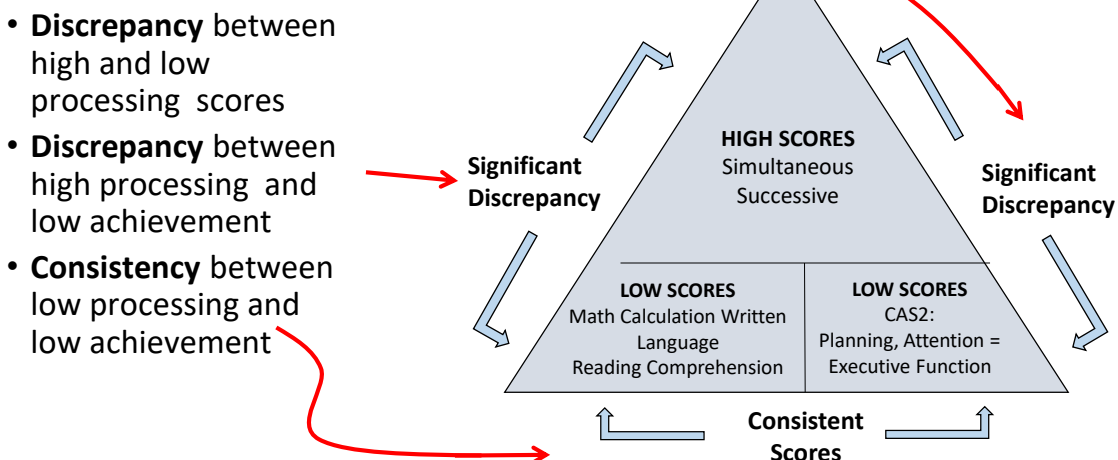 • Discrepancy between
high and low
processing scores
• Discrepancy between
high processing and
low achievement
• Consistency between
low processing and
low achievement
Significant
Discrepancy
HIGH SCORES
Simultaneous
Successive
Significant
Discrepancy
LOW SCORES
Math Calculation Written
Language
Reading Comprehension
LOW SCORES
CAS2:
Planning, Attention =
Executive Function
Consistent
Scores